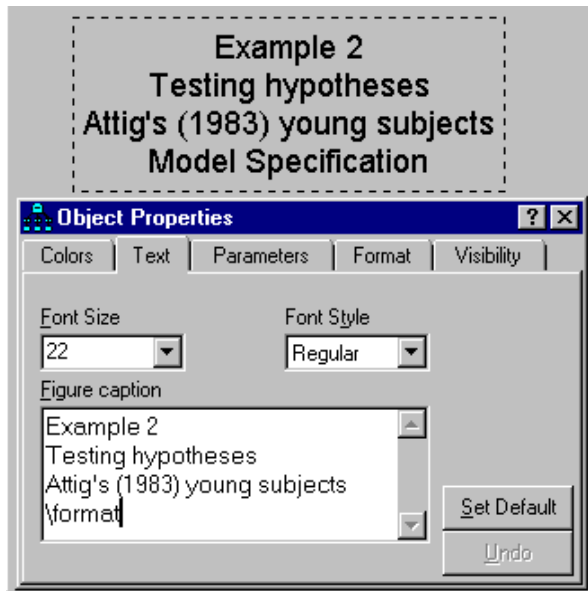 Example 2
Testing hypotheses
Attig's (1983) young subjects
Model Specification
Object Properties ? ×
Colors Text Parameters Format Visibility
Font Size Font Style
22 Regular
Figure caption
Example 2
Testing hypotheses
Attig's (1983) young subjects
\format
Set Default
Undo